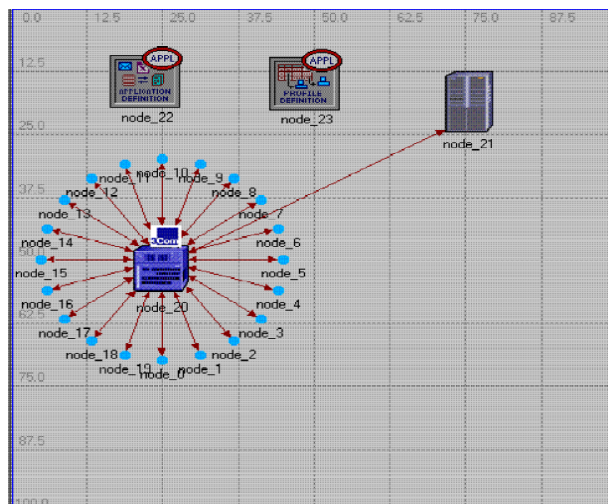 0.0 12.5 25.0 37.5 50.0 62.5 75.0 87.5
APPL
APPL
APPLICATION
DEFINITION
PROFILE
DEFINITION
12.5
node_22
node_23
node_21
25.0
node_10
node_11
node_9
node_12
node_8
37.5
node_13
node_7
3Com
node_14
node_6
50.0
node_15
node_5
node_16
node_20
node_4
62.5
node_17
node_3
node_18
node_2
node_19
node_0
node_1
75.0
87.5
100.0